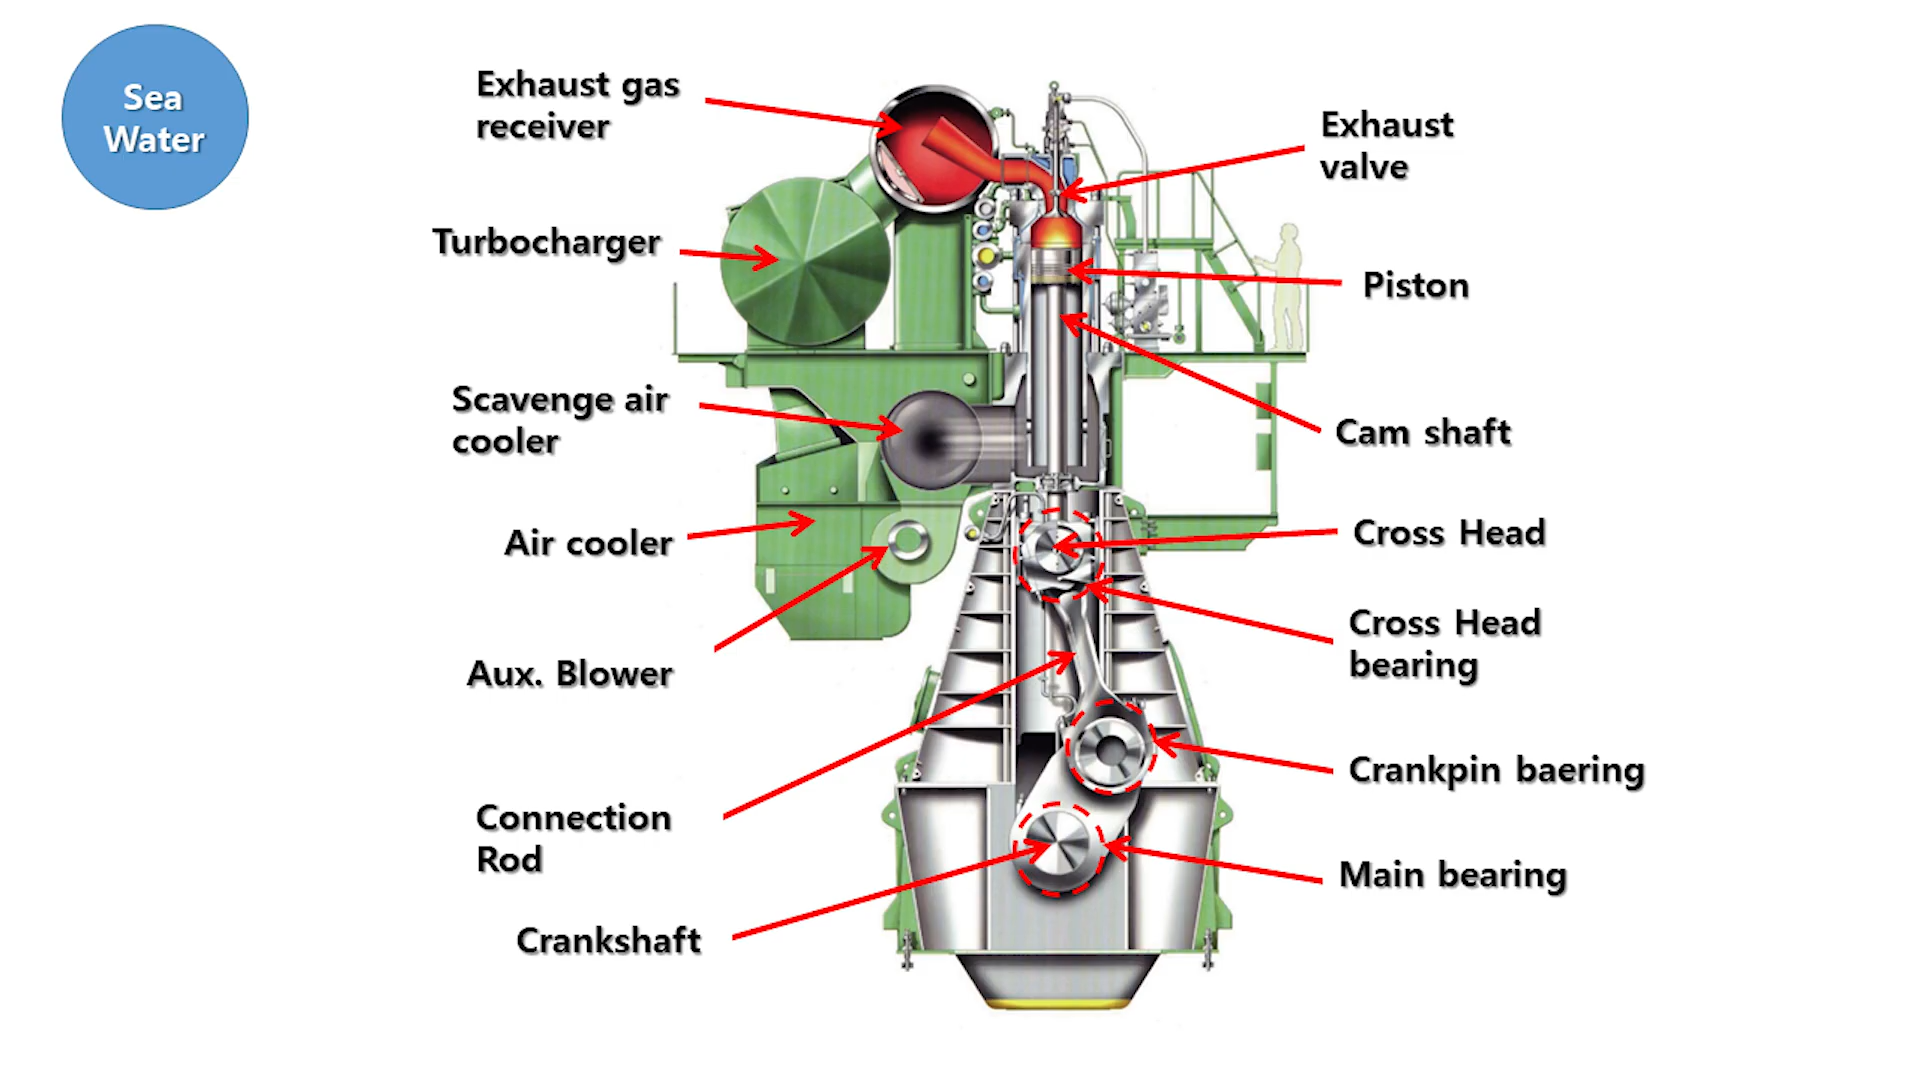 Sea
Water
Exhaust gas
receiver
Exhaust
valve
Turbocharger
Piston
Scavenge air
cooler
Cam shaft
Air cooler
Cross Head
Aux. Blower
Cross Head
bearing
Crankpin baering
Connection
Rod
Main bearing
Crankshaft